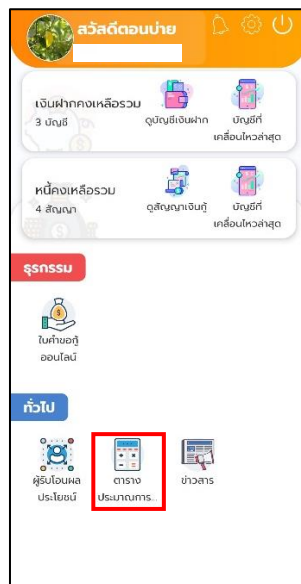 สวัสดีตอนบ่าย
เงินฝากคงเหลือรวม
3 บัญชี
ดูบัญชีเงินฝาก
บัญชีที่
เคลื่อนไหวล่าสุด
หนี้คงเหลือรวม
4 สัญญา
ดูสัญญาเงินกู้
บัญชีที่
เคลื่อนไหวล่าสุด
ธุรกรรม
ใบคำขอกู้
ออนไลน์
ทั่วไป
ผู้รับโอนผล
ประโยชน์
ตาราง
ประมาณการ...
ข่าวสาร